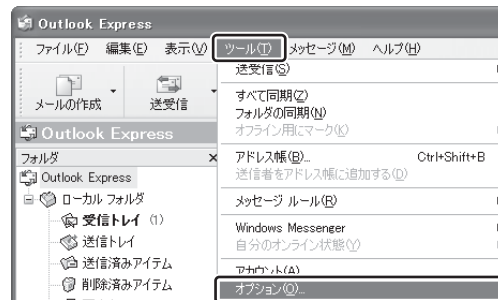 Outlook Express
ファイル(F) 編集(E) 表示(V) ツール(T) メッセージ(M) ヘルプ(H)
メールの作成 送受信
送受信(S)
すべて同期(Z)
フォルダの同期(N)
オフライン用にマーク(K)
アドレス帳(B)... Ctrl+Shift+B
送信者をアドレス帳に追加する(D)
メッセージ ルール(R)
Windows Messenger
自分のオンライン状態(Y)
アカウント(A)
オプション(O)...
Outlook Express
フォルダ ×
Outlook Express
ローカル フォルダ
受信トレイ (1)
送信トレイ
送信済みアイテム
削除済みアイテム